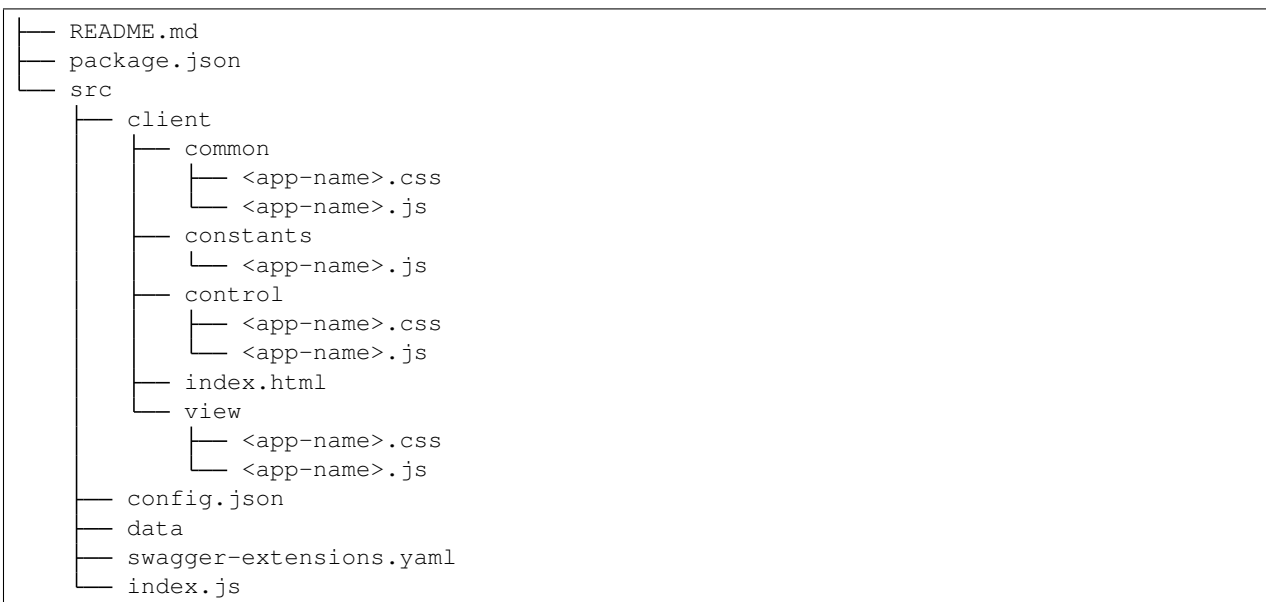 ├── README.md
├── package.json
└── src
    ├── client
    │   ├── common
    │   │   ├── <app-name>.css
    │   │   └── <app-name>.js
    │   ├── constants
    │   │   └── <app-name>.js
    │   ├── control
    │   │   ├── <app-name>.css
    │   │   └── <app-name>.js
    │   ├── index.html
    │   └── view
    │       ├── <app-name>.css
    │       └── <app-name>.js
    ├── config.json
    ├── data
    ├── swagger-extensions.yaml
    └── index.js